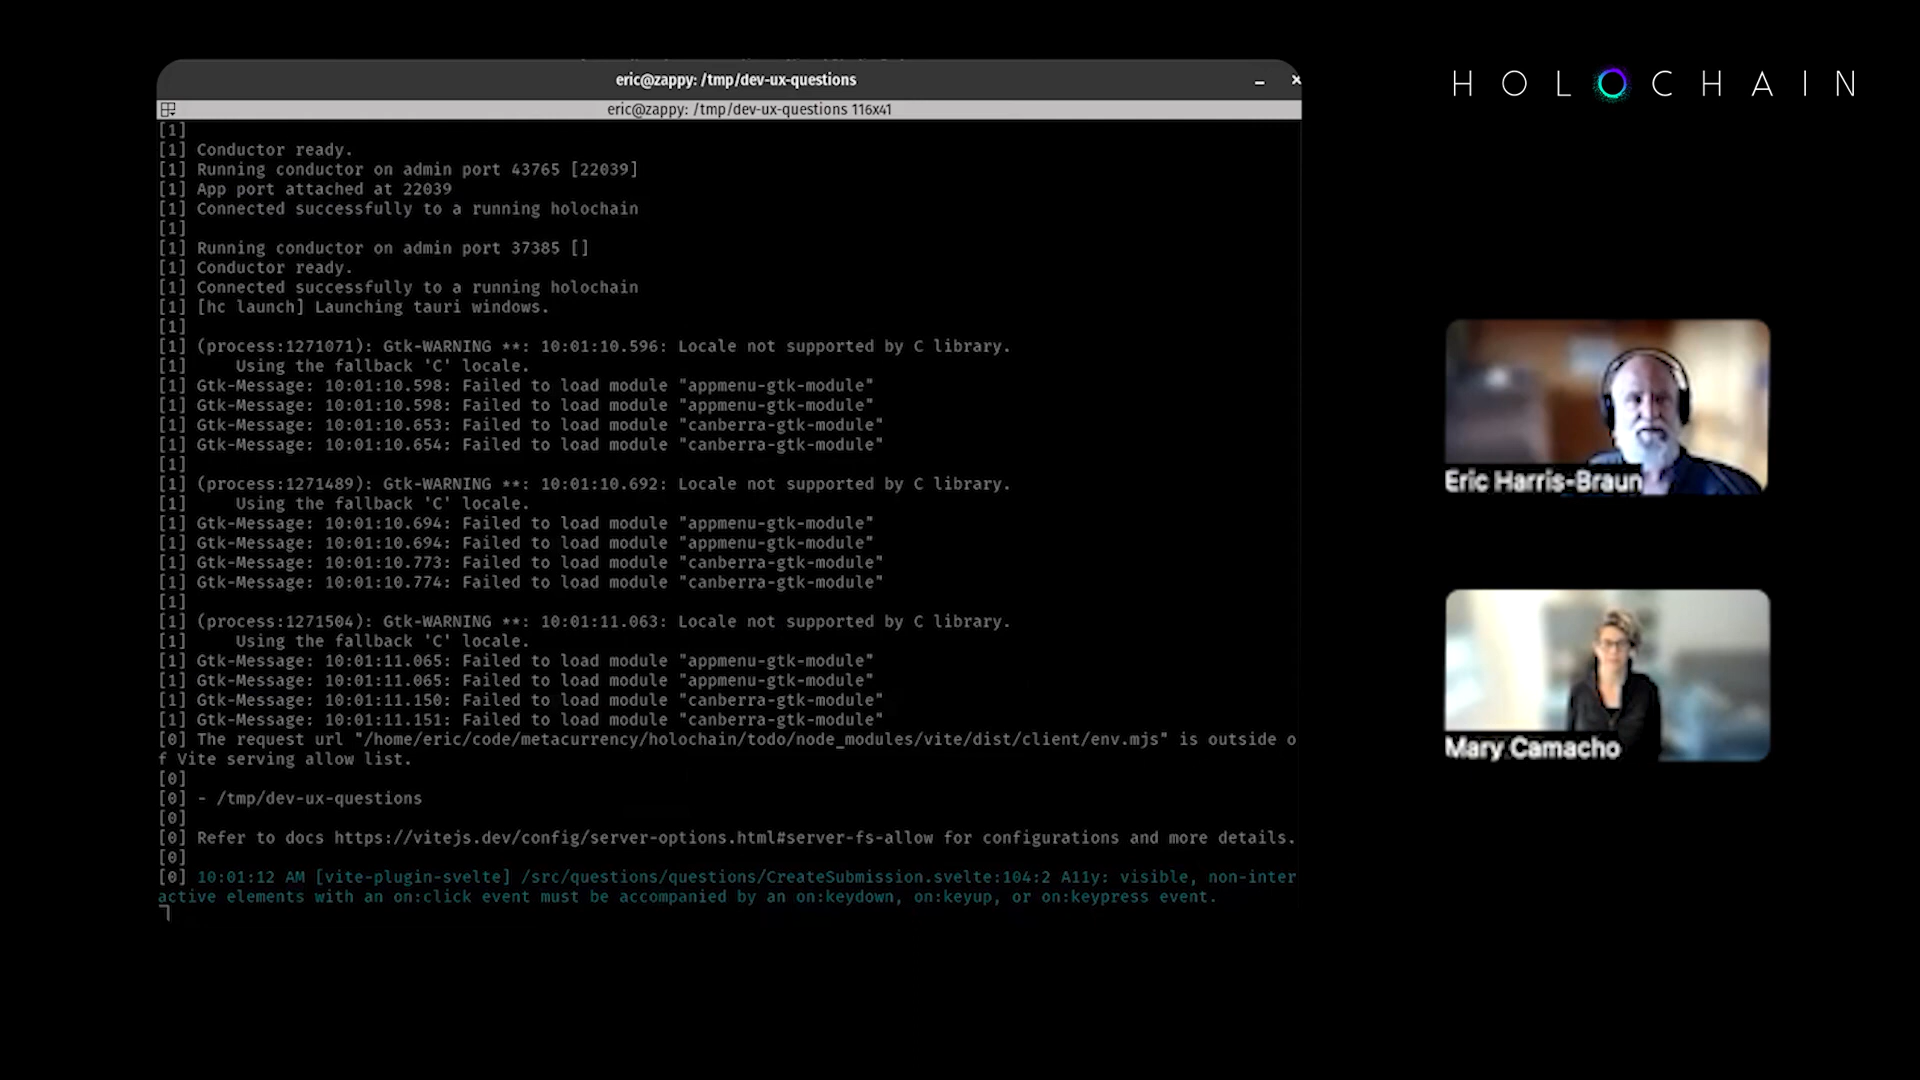 eric@zappy: /tmp/dev-ux-questions
eric@zappy: /tmp/dev-ux-questions 116x41
[1]
[1] Conductor ready.
[1] Running conductor on admin port 43765 [22039]
[1] App port attached at 22039
[1] Connected successfully to a running holochain
[1]
[1] Running conductor on admin port 37385 []
[1] Conductor ready.
[1] Connected successfully to a running holochain
[1] [hc launch] Launching tauri windows.
[1]
[1] (process:1271071): Gtk-WARNING **: 10:01:10.596: Locale not supported by C library.
[1]     Using the fallback 'C' locale.
[1] Gtk-Message: 10:01:10.598: Failed to load module "appmenu-gtk-module"
[1] Gtk-Message: 10:01:10.598: Failed to load module "appmenu-gtk-module"
[1] Gtk-Message: 10:01:10.653: Failed to load module "canberra-gtk-module"
[1] Gtk-Message: 10:01:10.654: Failed to load module "canberra-gtk-module"
[1]
[1] (process:1271489): Gtk-WARNING **: 10:01:10.692: Locale not supported by C library.
[1]     Using the fallback 'C' locale.
[1] Gtk-Message: 10:01:10.694: Failed to load module "appmenu-gtk-module"
[1] Gtk-Message: 10:01:10.694: Failed to load module "appmenu-gtk-module"
[1] Gtk-Message: 10:01:10.773: Failed to load module "canberra-gtk-module"
[1] Gtk-Message: 10:01:10.774: Failed to load module "canberra-gtk-module"
[1]
[1] (process:1271504): Gtk-WARNING **: 10:01:11.063: Locale not supported by C library.
[1]     Using the fallback 'C' locale.
[1] Gtk-Message: 10:01:11.065: Failed to load module "appmenu-gtk-module"
[1] Gtk-Message: 10:01:11.065: Failed to load module "appmenu-gtk-module"
[1] Gtk-Message: 10:01:11.150: Failed to load module "canberra-gtk-module"
[1] Gtk-Message: 10:01:11.151: Failed to load module "canberra-gtk-module"
[0] The request url "/home/eric/code/metacurrency/holochain/todo/node_modules/vite/dist/client/env.mjs" is outside o
f Vite serving allow list.
[0]
[0] - /tmp/dev-ux-questions
[0]
[0] Refer to docs https://vitejs.dev/config/server-options.html#server-fs-allow for configurations and more details.
[0]
[0] 10:01:12 AM [vite-plugin-svelte] /src/questions/questions/CreateSubmission.svelte:104:2 A11y: visible, non-inter
active elements with an on:click event must be accompanied by an on:keydown, on:keyup, or on:keypress event.
HOLOCHAIN
Eric Harris-Braun
Mary Camacho